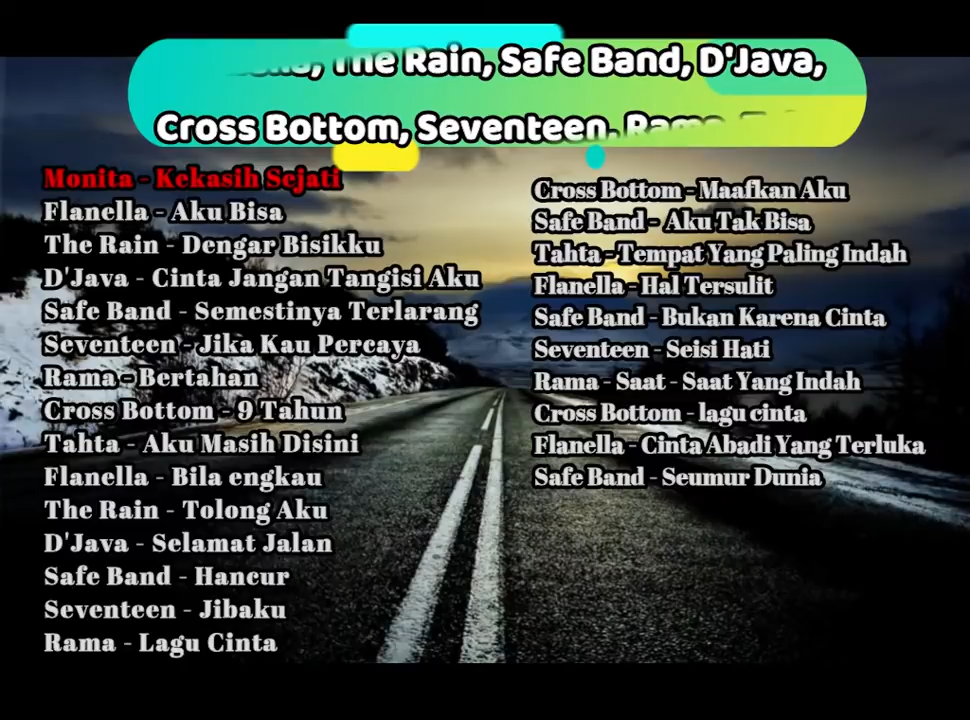 The Rain, Safe Band, D'Java,
Cross Bottom, Seventeen, Rama,
Monita - Kekasih Sejati
Flanella - Aku Bisa
The Rain - Dengar Bisikku
D'Java - Cinta Jangan Tangisi Aku
Safe Band - Semestinya Terlarang
Seventeen - Jika Kau Percaya
Rama - Bertahan
Cross Bottom - 9 Tahun
Tahta - Aku Masih Disini
Flanella - Bila engkau
The Rain - Tolong Aku
D'Java - Selamat Jalan
Safe Band - Hancur
Seventeen - Jibaku
Rama - Lagu Cinta
Cross Bottom - Maafkan Aku
Safe Band - Aku Tak Bisa
Tahta - Tempat Yang Paling Indah
Flanella - Hal Tersulit
Safe Band - Bukan Karena Cinta
Seventeen - Seisi Hati
Rama - Saat - Saat Yang Indah
Cross Bottom - lagu cinta
Flanella - Cinta Abadi Yang Terluka
Safe Band - Seumur Dunia